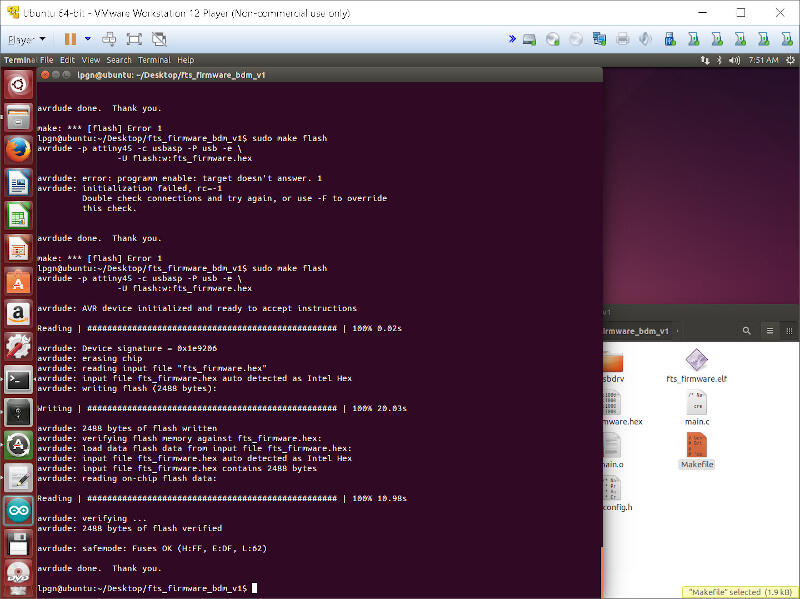 Ubuntu 64-bit - VMware Workstation 12 Player (Non-commercial use only)
Player
Terminal File Edit View Search Terminal Help
7:51 AM
lpgn@ubuntu: ~/Desktop/fts_firmware_bdm_v1
avrdude done.  Thank you.
make: *** [flash] Error 1
lpgn@ubuntu:~/Desktop/fts_firmware_bdm_v1$ sudo make flash
avrdude -p attiny45 -c usbasp -P usb -e \
-U flash:w:fts_firmware.hex
avrdude: error: programm enable: target doesn't answer. 1
avrdude: initialization failed, rc=-1
Double check connections and try again, or use -F to override
this check.
avrdude done.  Thank you.
make: *** [flash] Error 1
lpgn@ubuntu:~/Desktop/fts_firmware_bdm_v1$ sudo make flash
avrdude -p attiny45 -c usbasp -P usb -e \
-U flash:w:fts_firmware.hex
avrdude: AVR device initialized and ready to accept instructions
Reading | ################################################## | 100% 0.02s
avrdude: Device signature = 0x1e9206
avrdude: erasing chip
avrdude: reading input file "fts_firmware.hex"
avrdude: input file fts_firmware.hex auto detected as Intel Hex
avrdude: writing flash (2488 bytes):
Writing | ################################################## | 100% 20.03s
avrdude: 2488 bytes of flash written
avrdude: verifying flash memory against fts_firmware.hex:
avrdude: load data flash data from input file fts_firmware.hex:
avrdude: input file fts_firmware.hex auto detected as Intel Hex
avrdude: input file fts_firmware.hex contains 2488 bytes
avrdude: reading on-chip flash data:
Reading | ################################################## | 100% 10.98s
avrdude: verifying ...
avrdude: 2488 bytes of flash verified
avrdude: safemode: Fuses OK (H:FF, E:DF, L:62)
avrdude done.  Thank you.
lpgn@ubuntu:~/Desktop/fts_firmware_bdm_v1$
v1
irmware_bdm_v1
sbdrv
fts_firmware.elf
mware.hex
main.c
ain.o
Makefile
config.h
"Makefile" selected (1.9 kB)